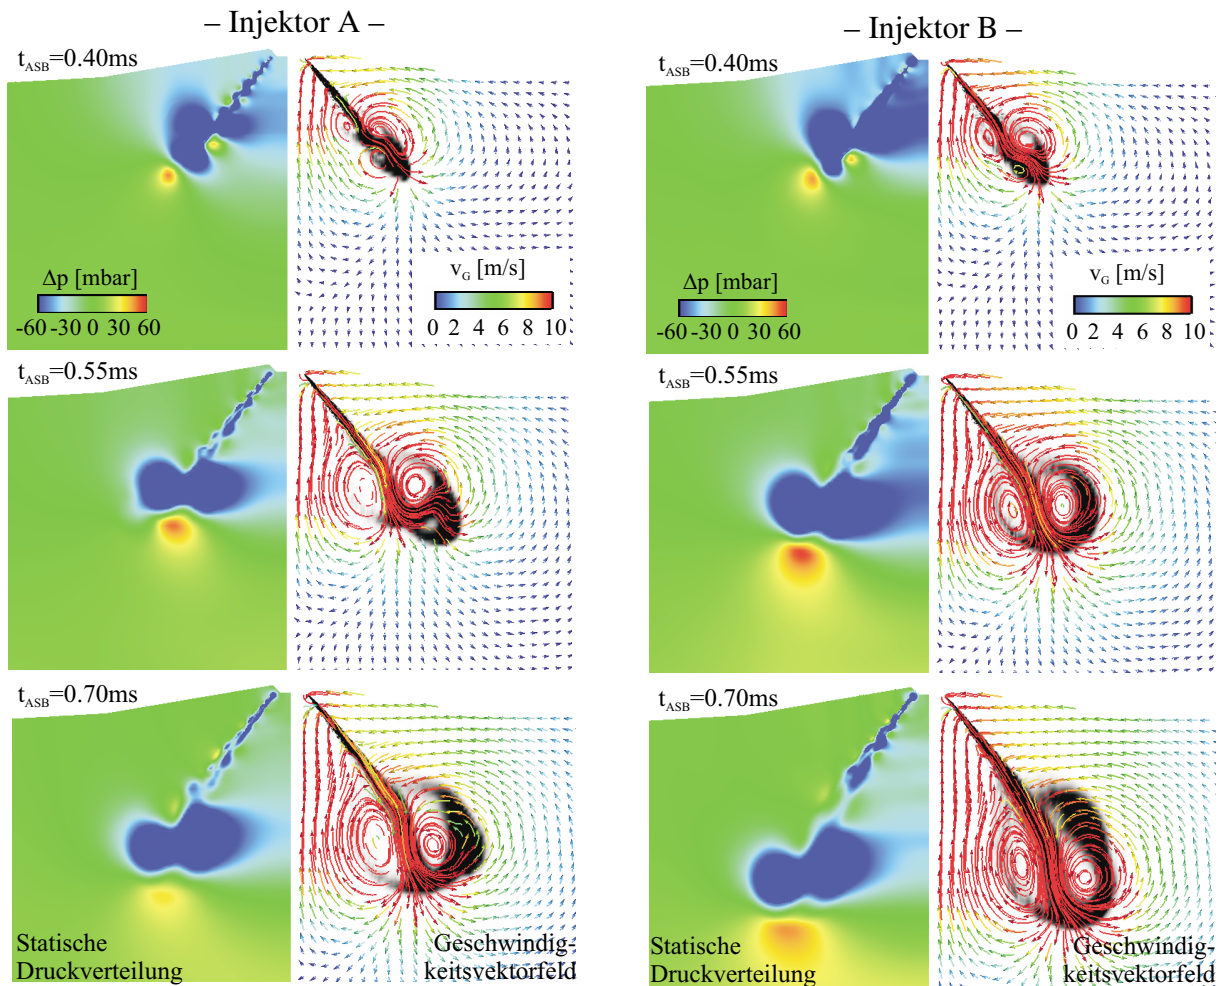 – Injektor A –
t_ASB=0.40ms
Δp [mbar]
-60 -30 0 30 60
v_G [m/s]
0 2 4 6 8 10
t_ASB=0.55ms
t_ASB=0.70ms
Statische
Druckverteilung
Geschwindig-
keitsvektorfeld
– Injektor B –
t_ASB=0.40ms
Δp [mbar]
-60 -30 0 30 60
v_G [m/s]
0 2 4 6 8 10
t_ASB=0.55ms
t_ASB=0.70ms
Statische
Druckverteilung
Geschwindig-
keitsvektorfeld